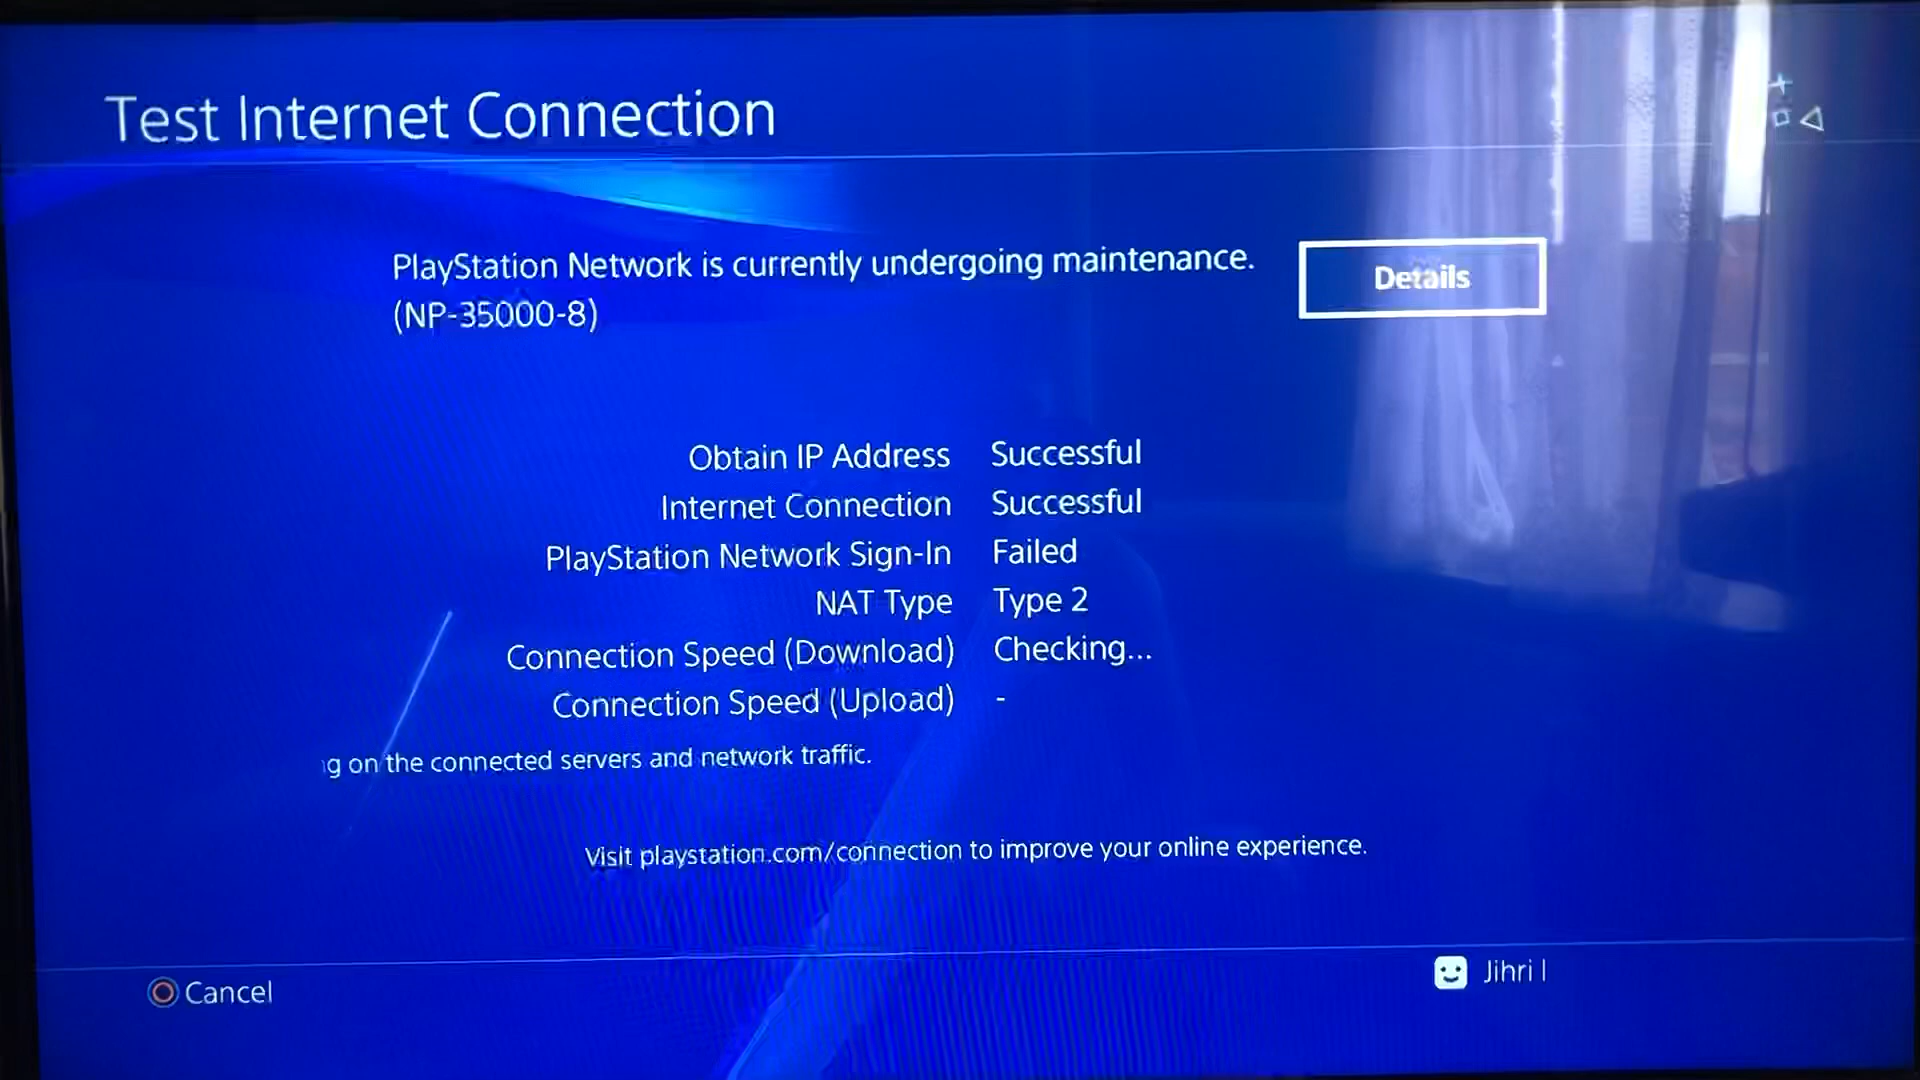 Test Internet Connection
PlayStation Network is currently undergoing maintenance.
(NP-35000-8)
Details
Obtain IP Address Successful
Internet Connection Successful
PlayStation Network Sign-In Failed
NAT Type Type 2
Connection Speed (Download) Checking...
Connection Speed (Upload) -
g on the connected servers and network traffic.
Visit playstation.com/connection to improve your online experience.
Cancel
Jihri l